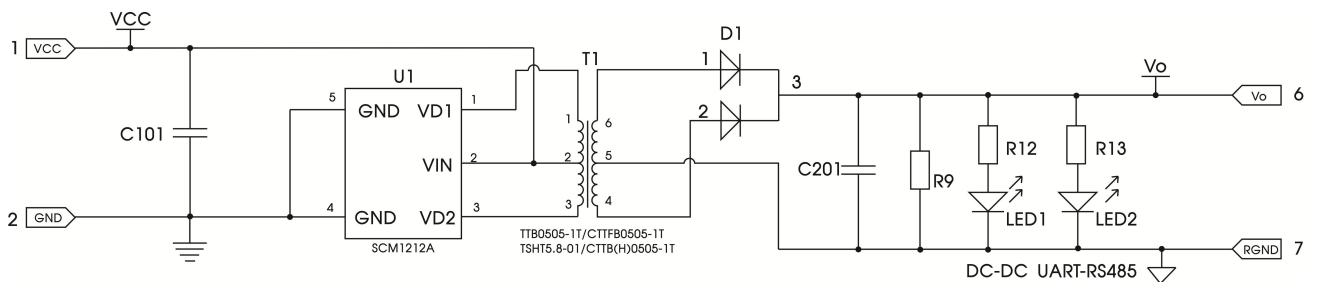 VCC
1 VCC
C101
2 GND
U1
5 GND VD1 1
VIN 2
4 GND VD2 3
SCM1212A
T1
1 6
2 5
3 4
TTB0505-1T/CTTFB0505-1T
TSHT5.8-01/CTTB(H)0505-1T
D1
1
2
3
C201
R9
R12
LED1
R13
LED2
Vo
Vo 6
RGND 7
DC-DC UART-RS485